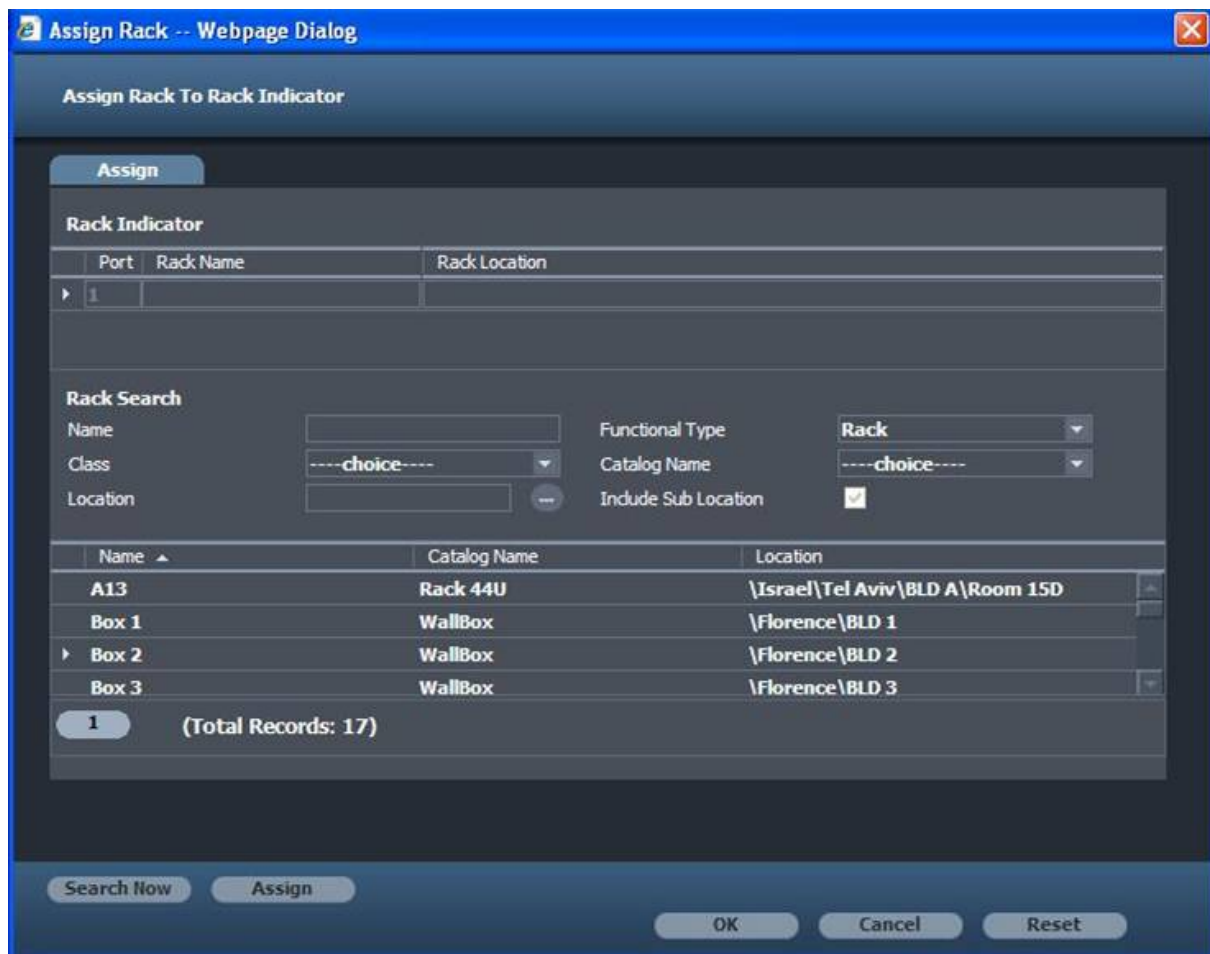 Assign Rack -- Webpage Dialog
Assign Rack To Rack Indicator
Assign
Rack Indicator
Port Rack Name Rack Location
1
Rack Search
Name Functional Type Rack
Class ----choice---- Catalog Name ----choice----
Location ... Include Sub Location
Name Catalog Name Location
A13 Rack 44U \Israel\Tel Aviv\BLD A\Room 15D
Box 1 WallBox \Florence\BLD 1
Box 2 WallBox \Florence\BLD 2
Box 3 WallBox \Florence\BLD 3
1 (Total Records: 17)
Search Now Assign
OK Cancel Reset